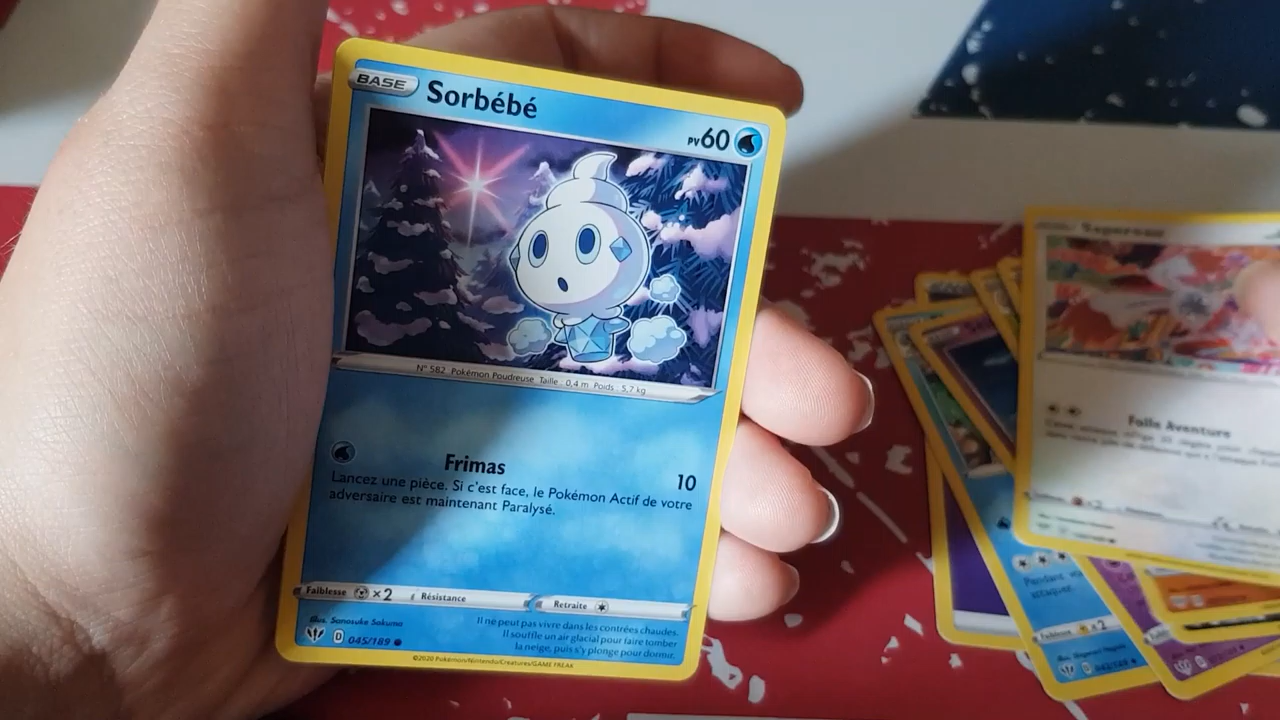 BASE
Sorbébé
PV 60
N° 582 Pokémon Poudreuse Taille : 0,4 m Poids : 5,7 kg
Frimas 10
Lancez une pièce. Si c'est face, le Pokémon Actif de votre
adversaire est maintenant Paralysé.
Faiblesse ×2 Résistance Retraite
Illus. Sanosuke Sakuma
D 045/189
Il ne peut pas vivre dans les contrées chaudes.
Il souffle un air glacial pour faire tomber
la neige, puis s'y plonge pour dormir.
©2020 Pokémon/Nintendo/Creatures/GAME FREAK
Folle Aventure
Pendant
attaquer.
Faiblesse ×2